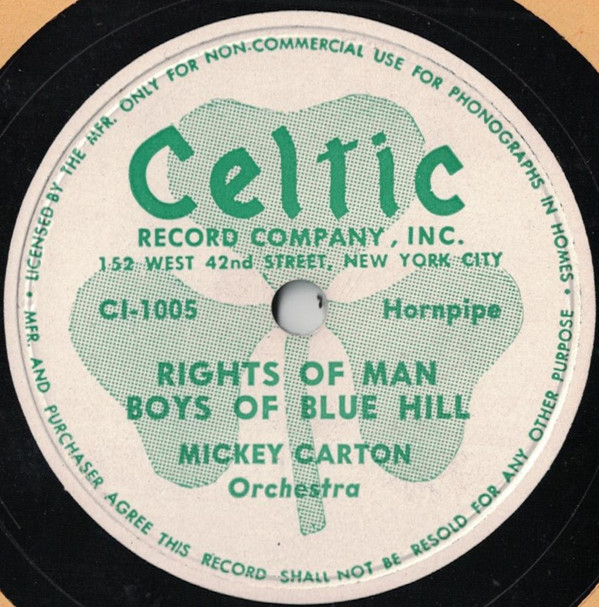 • LICENSED BY THE MFR. ONLY FOR NON-COMMERCIAL USE FOR PHONOGRAPHS IN HOMES •
Celtic
RECORD COMPANY, INC.
152 WEST 42nd STREET, NEW YORK CITY
CI-1005 Hornpipe
RIGHTS OF MAN
BOYS OF BLUE HILL
MICKEY CARTON
Orchestra
MFR. AND PURCHASER AGREE THIS RECORD SHALL NOT BE RESOLD FOR ANY OTHER PURPOSE